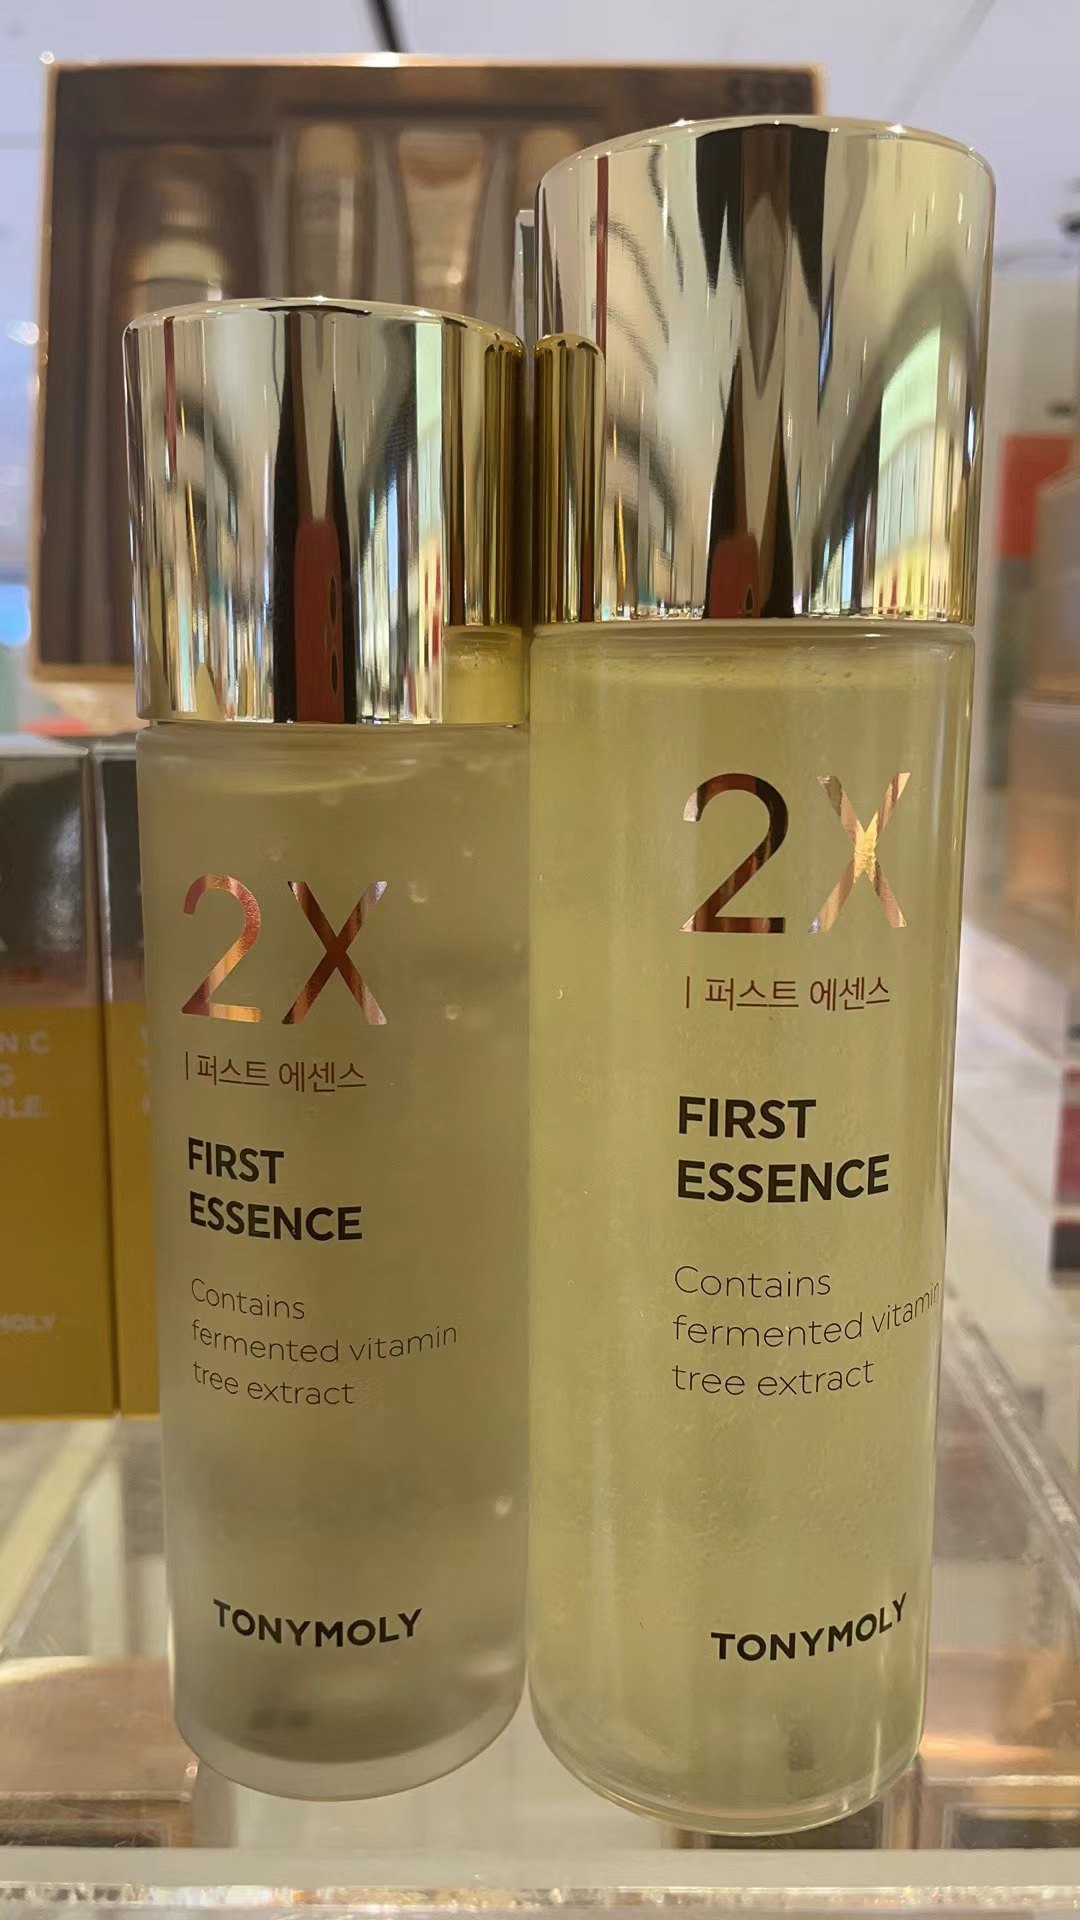 2X
| 퍼스트 에센스
FIRST
ESSENCE
Contains
fermented vitamin
tree extract
TONYMOLY
2X
| 퍼스트 에센스
FIRST
ESSENCE
Contains
fermented vitamin
tree extract
TONYMOLY